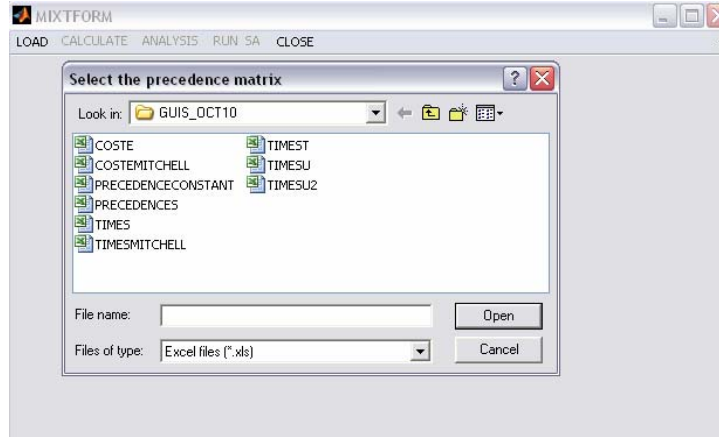 MIXTFORM
LOAD CALCULATE ANALYSIS RUN SA CLOSE
Select the precedence matrix
Look in: GUIS_OCT10
COSTE
COSTEMITCHELL
PRECEDENCECONSTANT
PRECEDENCES
TIMES
TIMESMITCHELL
TIMEST
TIMESU
TIMESU2
File name:
Open
Files of type: Excel files (*.xls)
Cancel